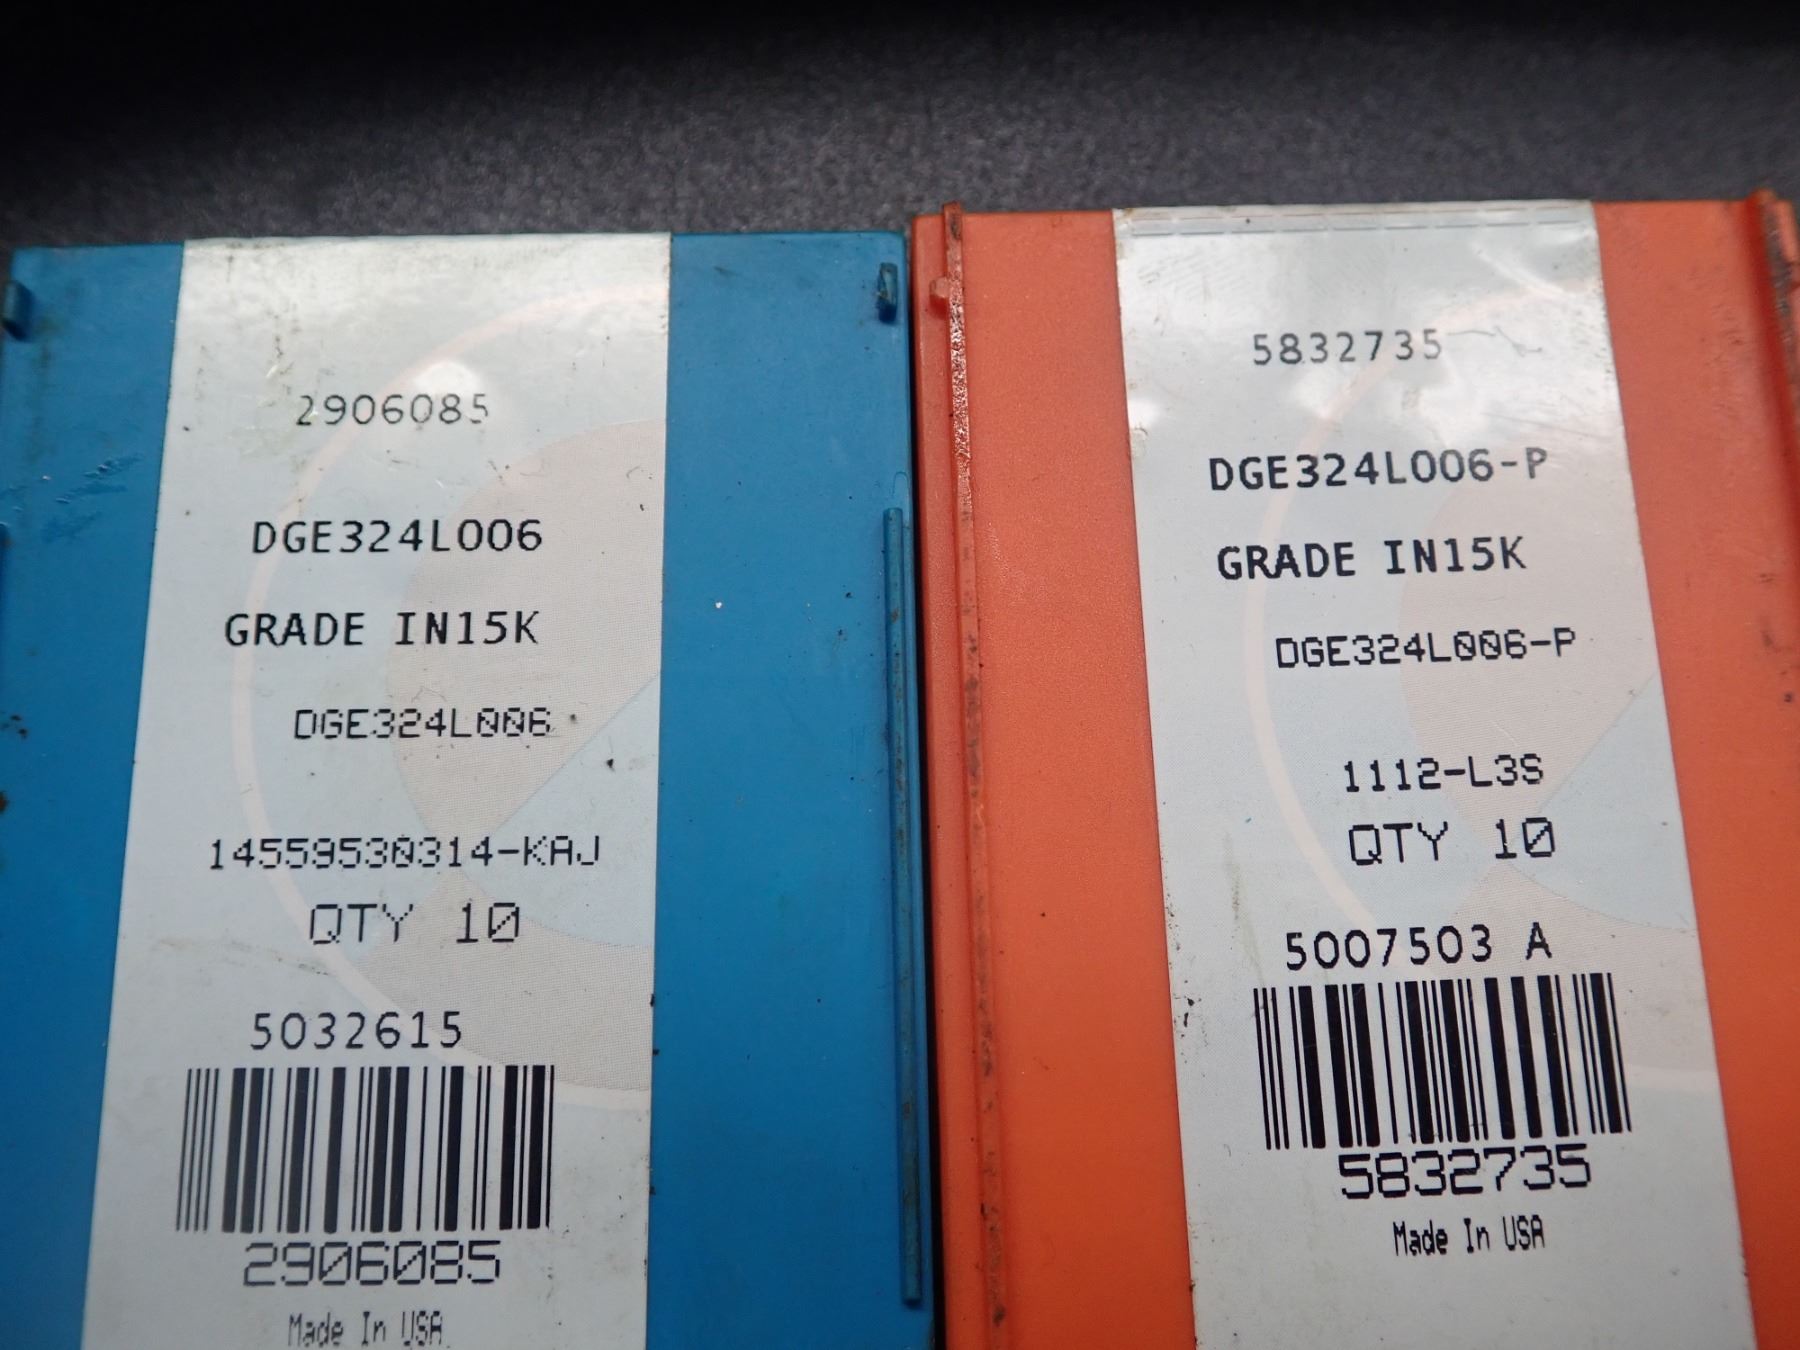 2906085
DGE324L006
GRADE IN15K
DGE324L006
14559530314-KAJ
QTY 10
5032615
2906085
Made In USA
5832735
DGE324L006-P
GRADE IN15K
DGE324L006-P
1112-L3S
QTY 10
5007503 A
5832735
Made In USA